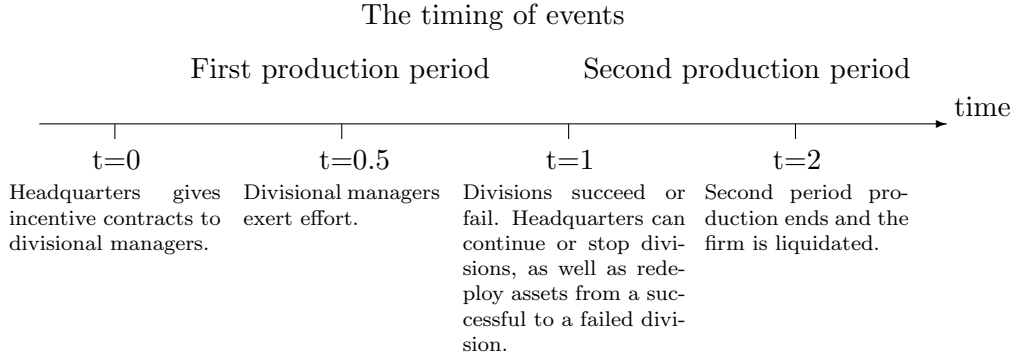 The timing of events
First production period
Second production period
time
t=0
t=0.5
t=1
t=2
Headquarters gives
incentive contracts to
divisional managers.
Divisional managers
exert effort.
Divisions succeed or
fail. Headquarters can
continue or stop divi-
sions, as well as rede-
ploy assets from a suc-
cessful to a failed divi-
sion.
Second period pro-
duction ends and the
firm is liquidated.